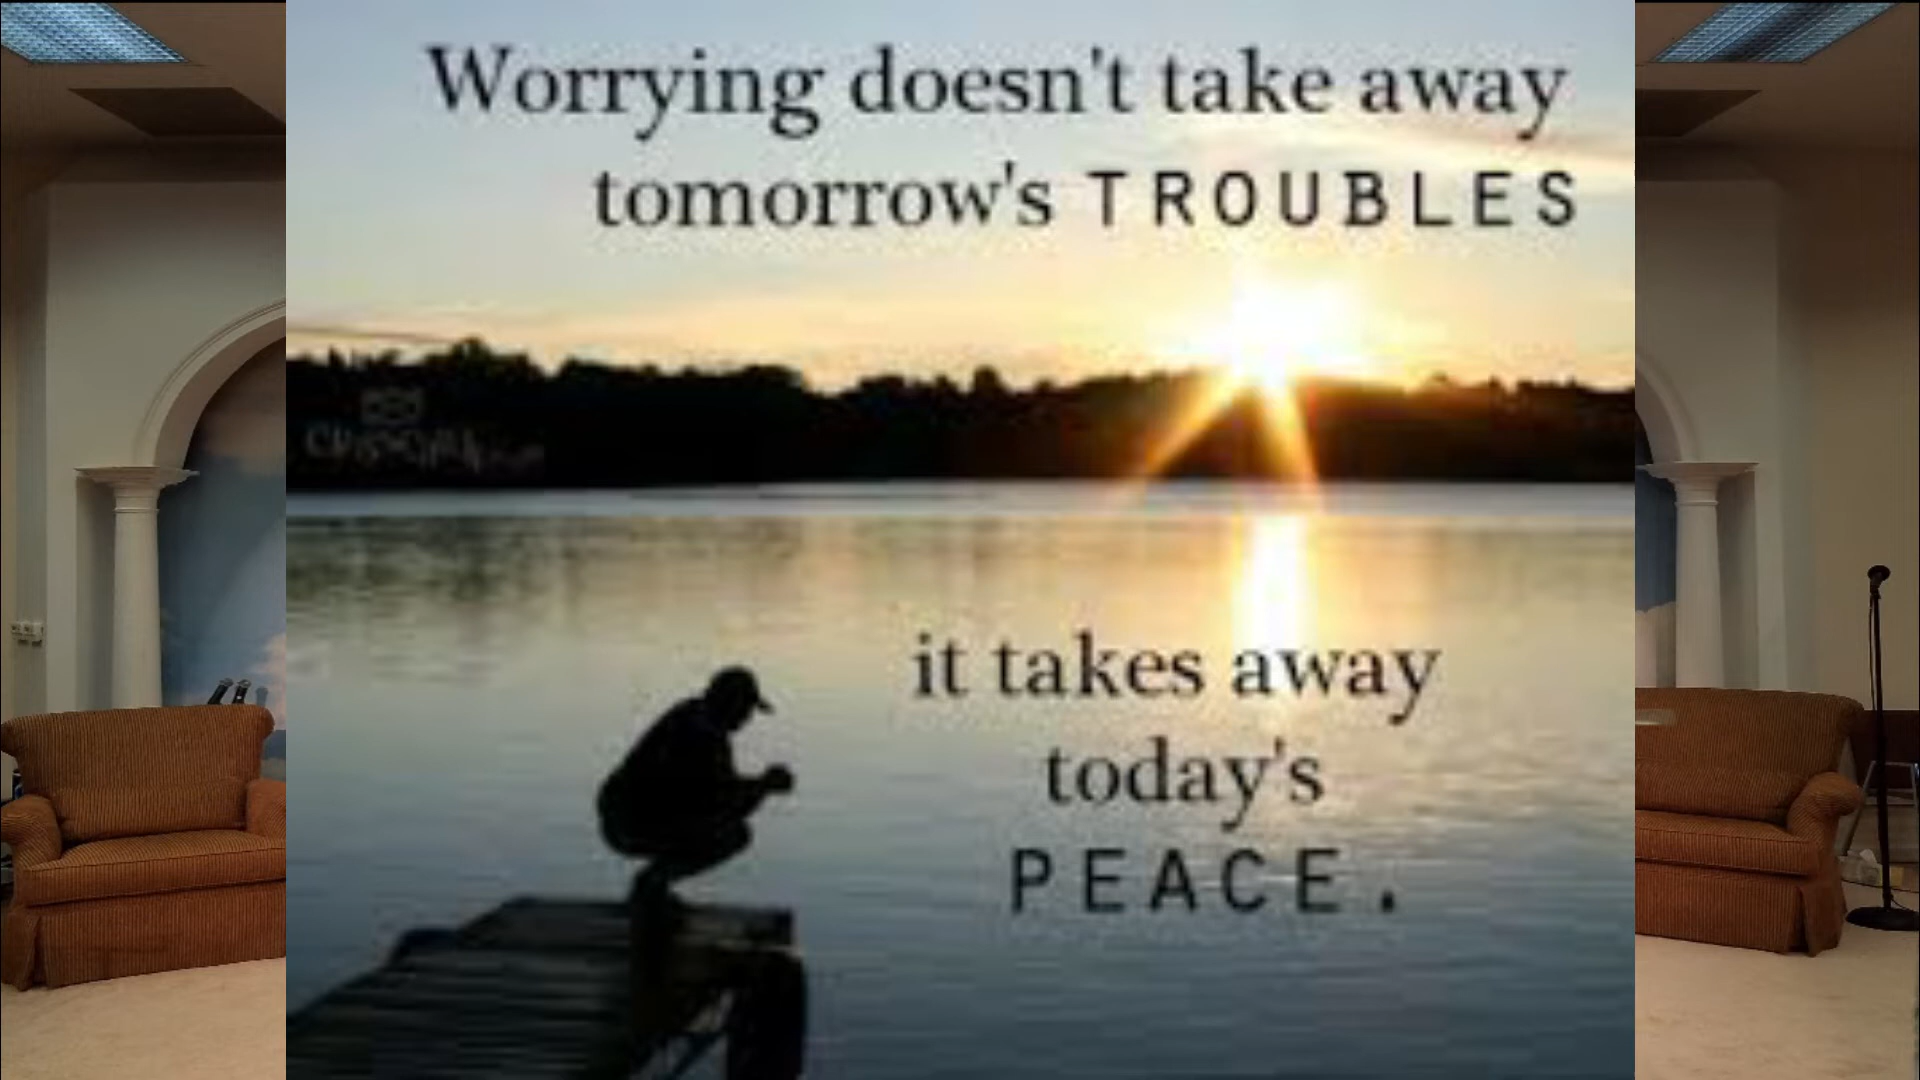 Worrying doesn't take away
tomorrow's TROUBLES
it takes away
today's
PEACE.